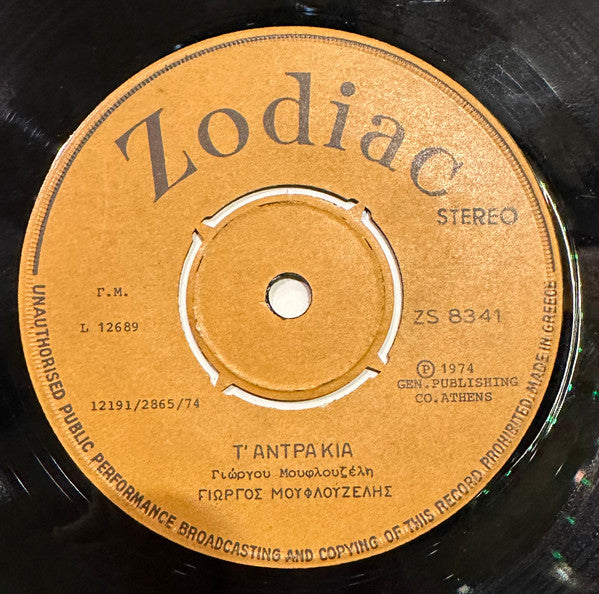 Zodiac
STEREO
Γ.Μ.
L 12689
ZS 8341
Ⓟ 1974
GEN.PUBLISHING
CO.ATHENS
12191/2865/74
Τ' ΑΝΤΡΑΚΙΑ
Γιώργου Μουφλουζέλη
ΓΙΩΡΓΟΣ ΜΟΥΦΛΟΥΖΕΛΗΣ
UNAUTHORISED PUBLIC PERFORMANCE BROADCASTING AND COPYING OF THIS RECORD PROHIBITED. MADE IN GREECE